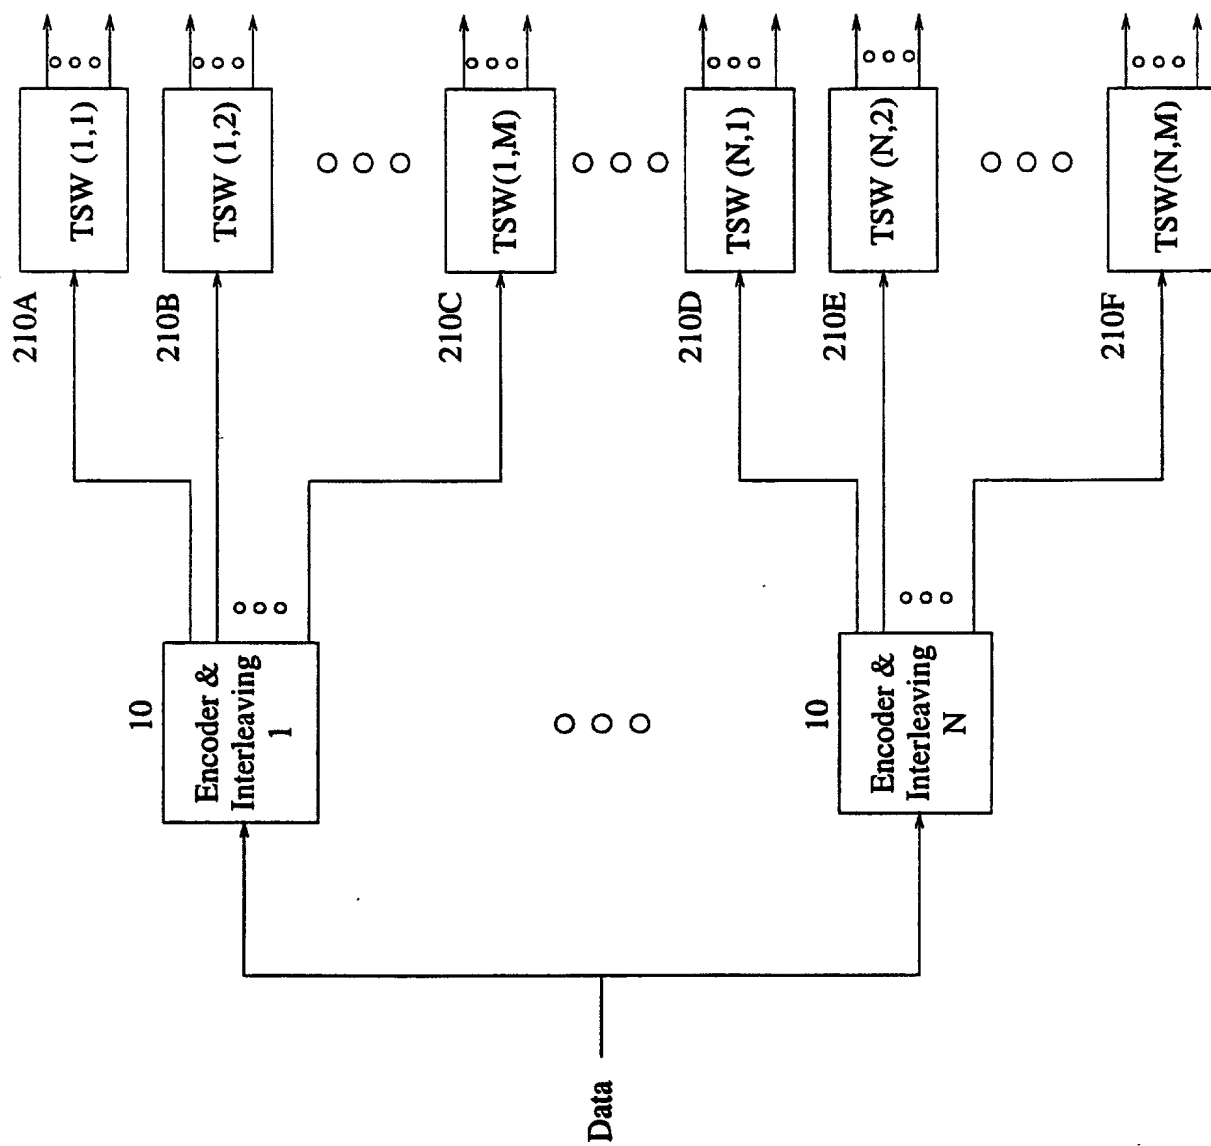 210A
TSW (1,1)
210B
TSW (1,2)
210C
TSW(1,M)
210D
TSW (N,1)
210E
TSW (N,2)
210F
TSW(N,M)
10
Encoder &
Interleaving
1
10
Encoder &
Interleaving
N
Data